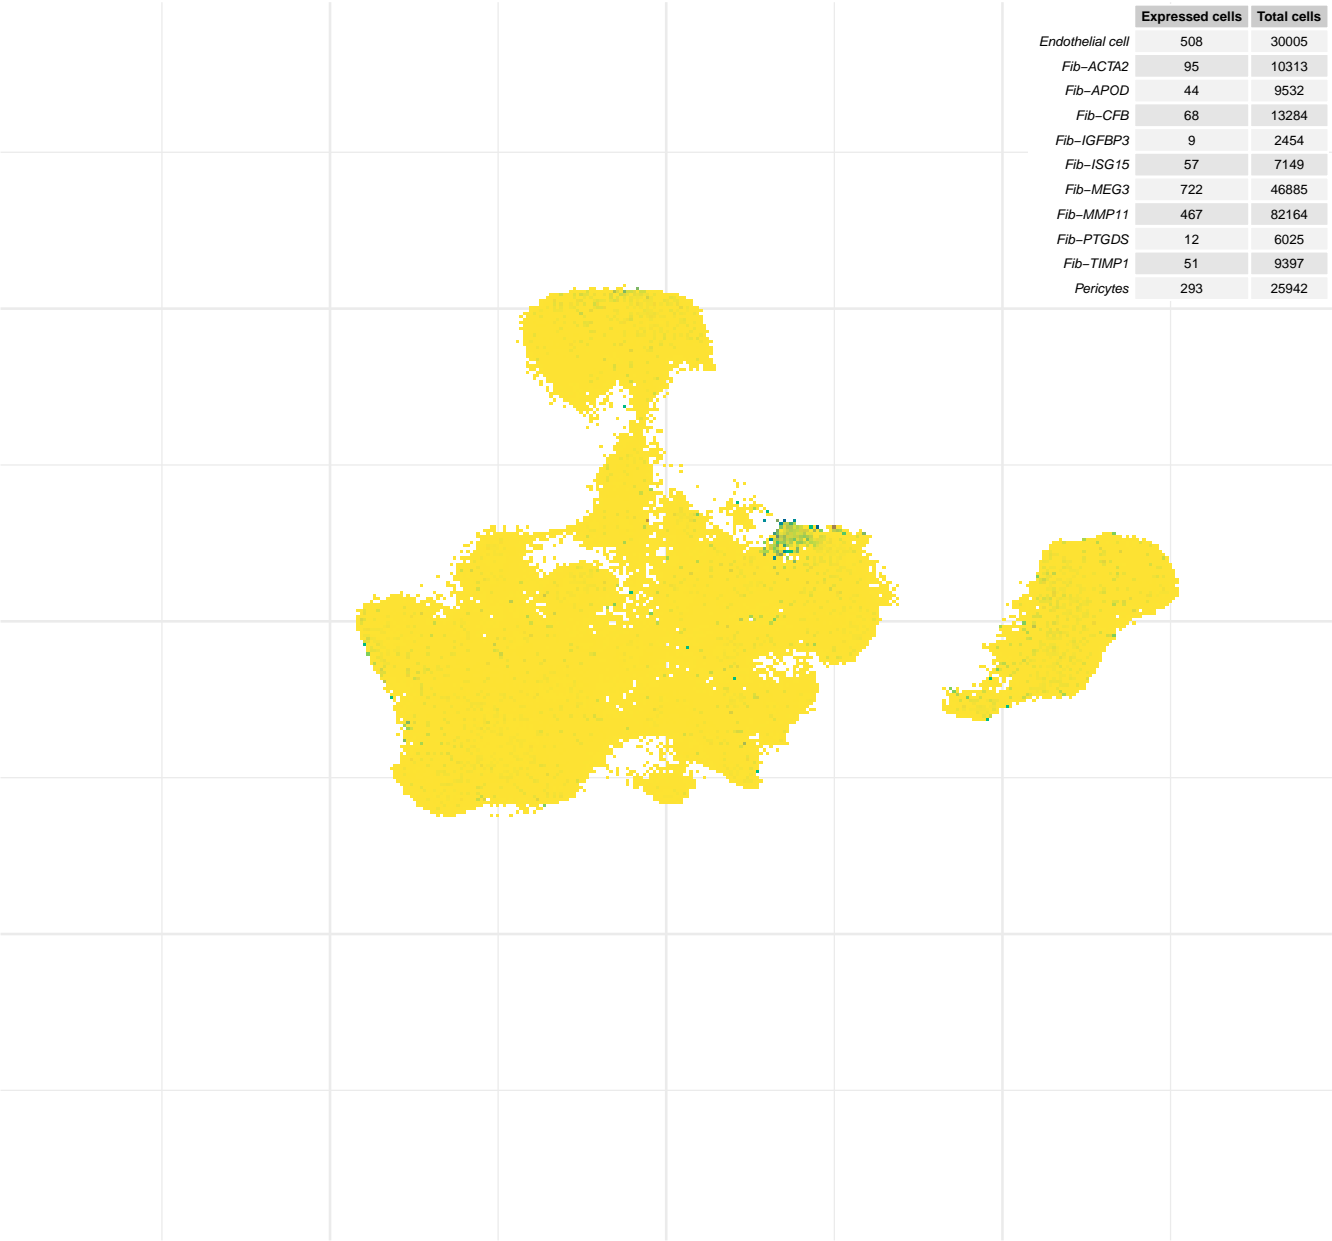 Expressed cells Total cells
Endothelial cell 508 30005
Fib−ACTA2 95 10313
Fib−APOD 44 9532
Fib−CFB 68 13284
Fib−IGFBP3 9 2454
Fib−ISG15 57 7149
Fib−MEG3 722 46885
Fib−MMP11 467 82164
Fib−PTGDS 12 6025
Fib−TIMP1 51 9397
Pericytes 293 25942